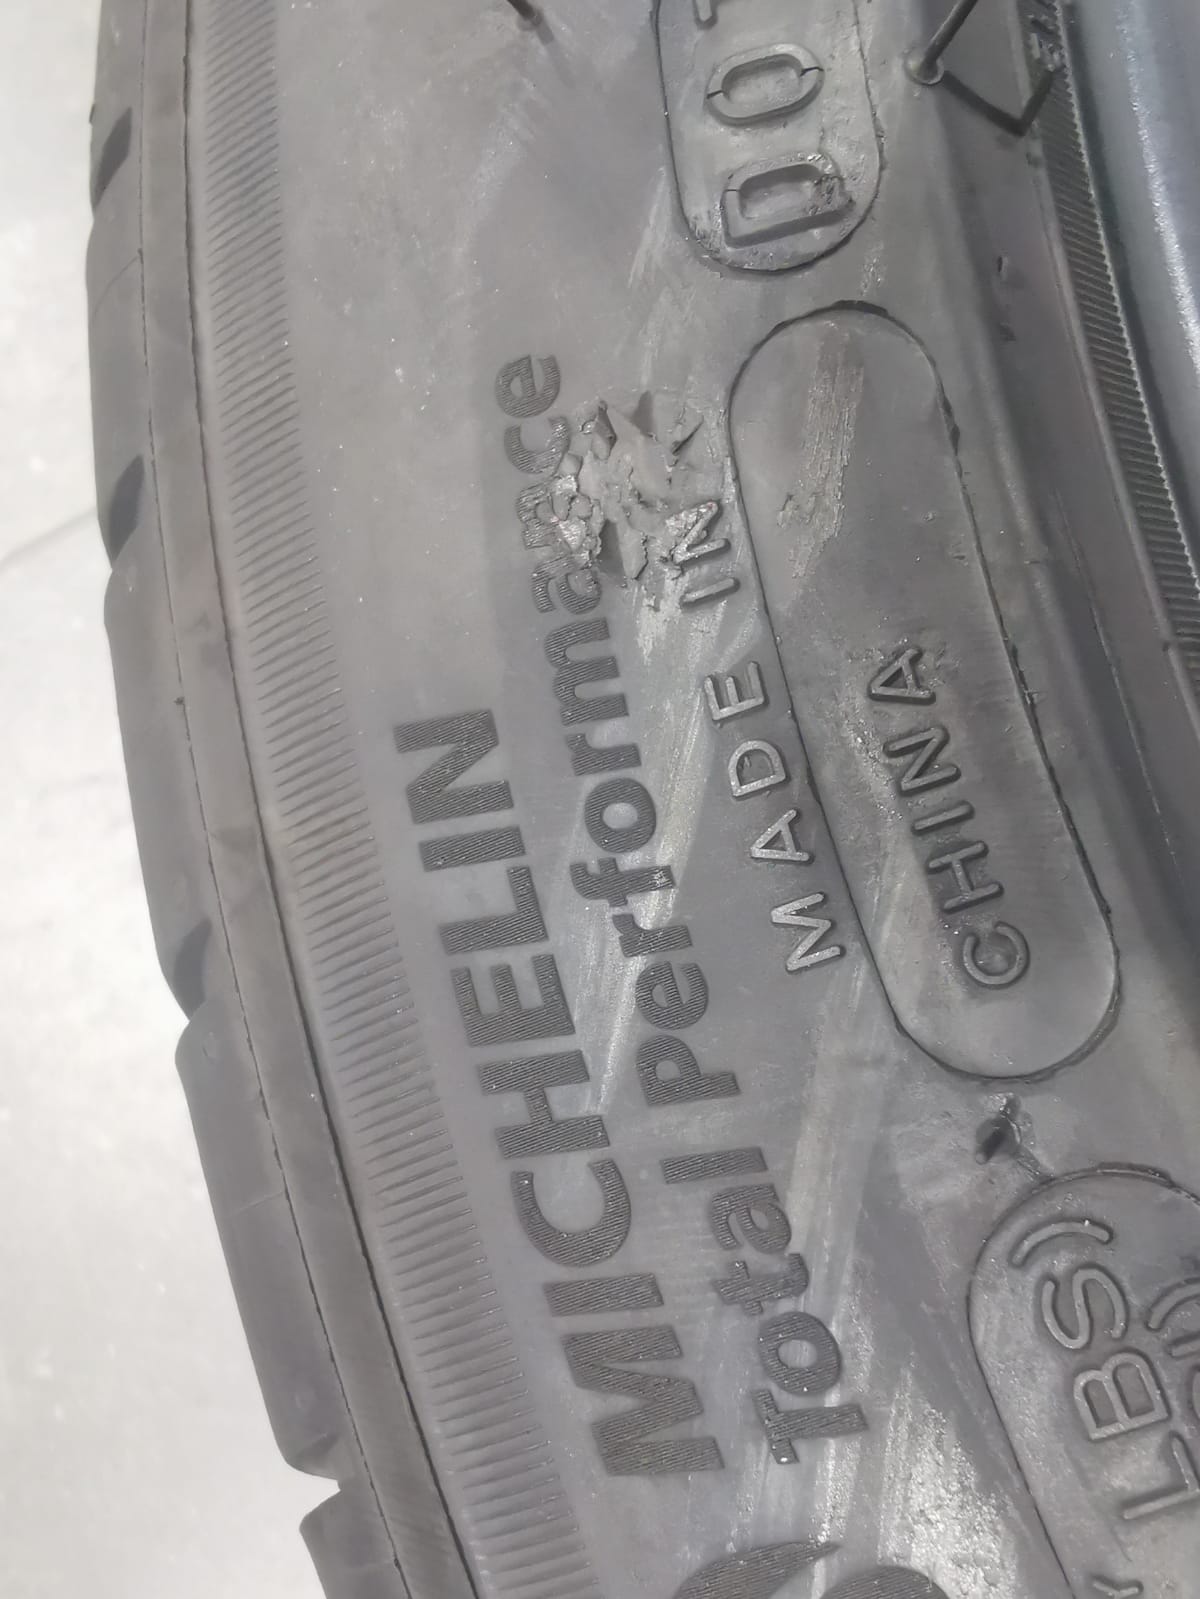 MICHELIN
Total Performance
MADE IN
CHINA
DOT
LBS)